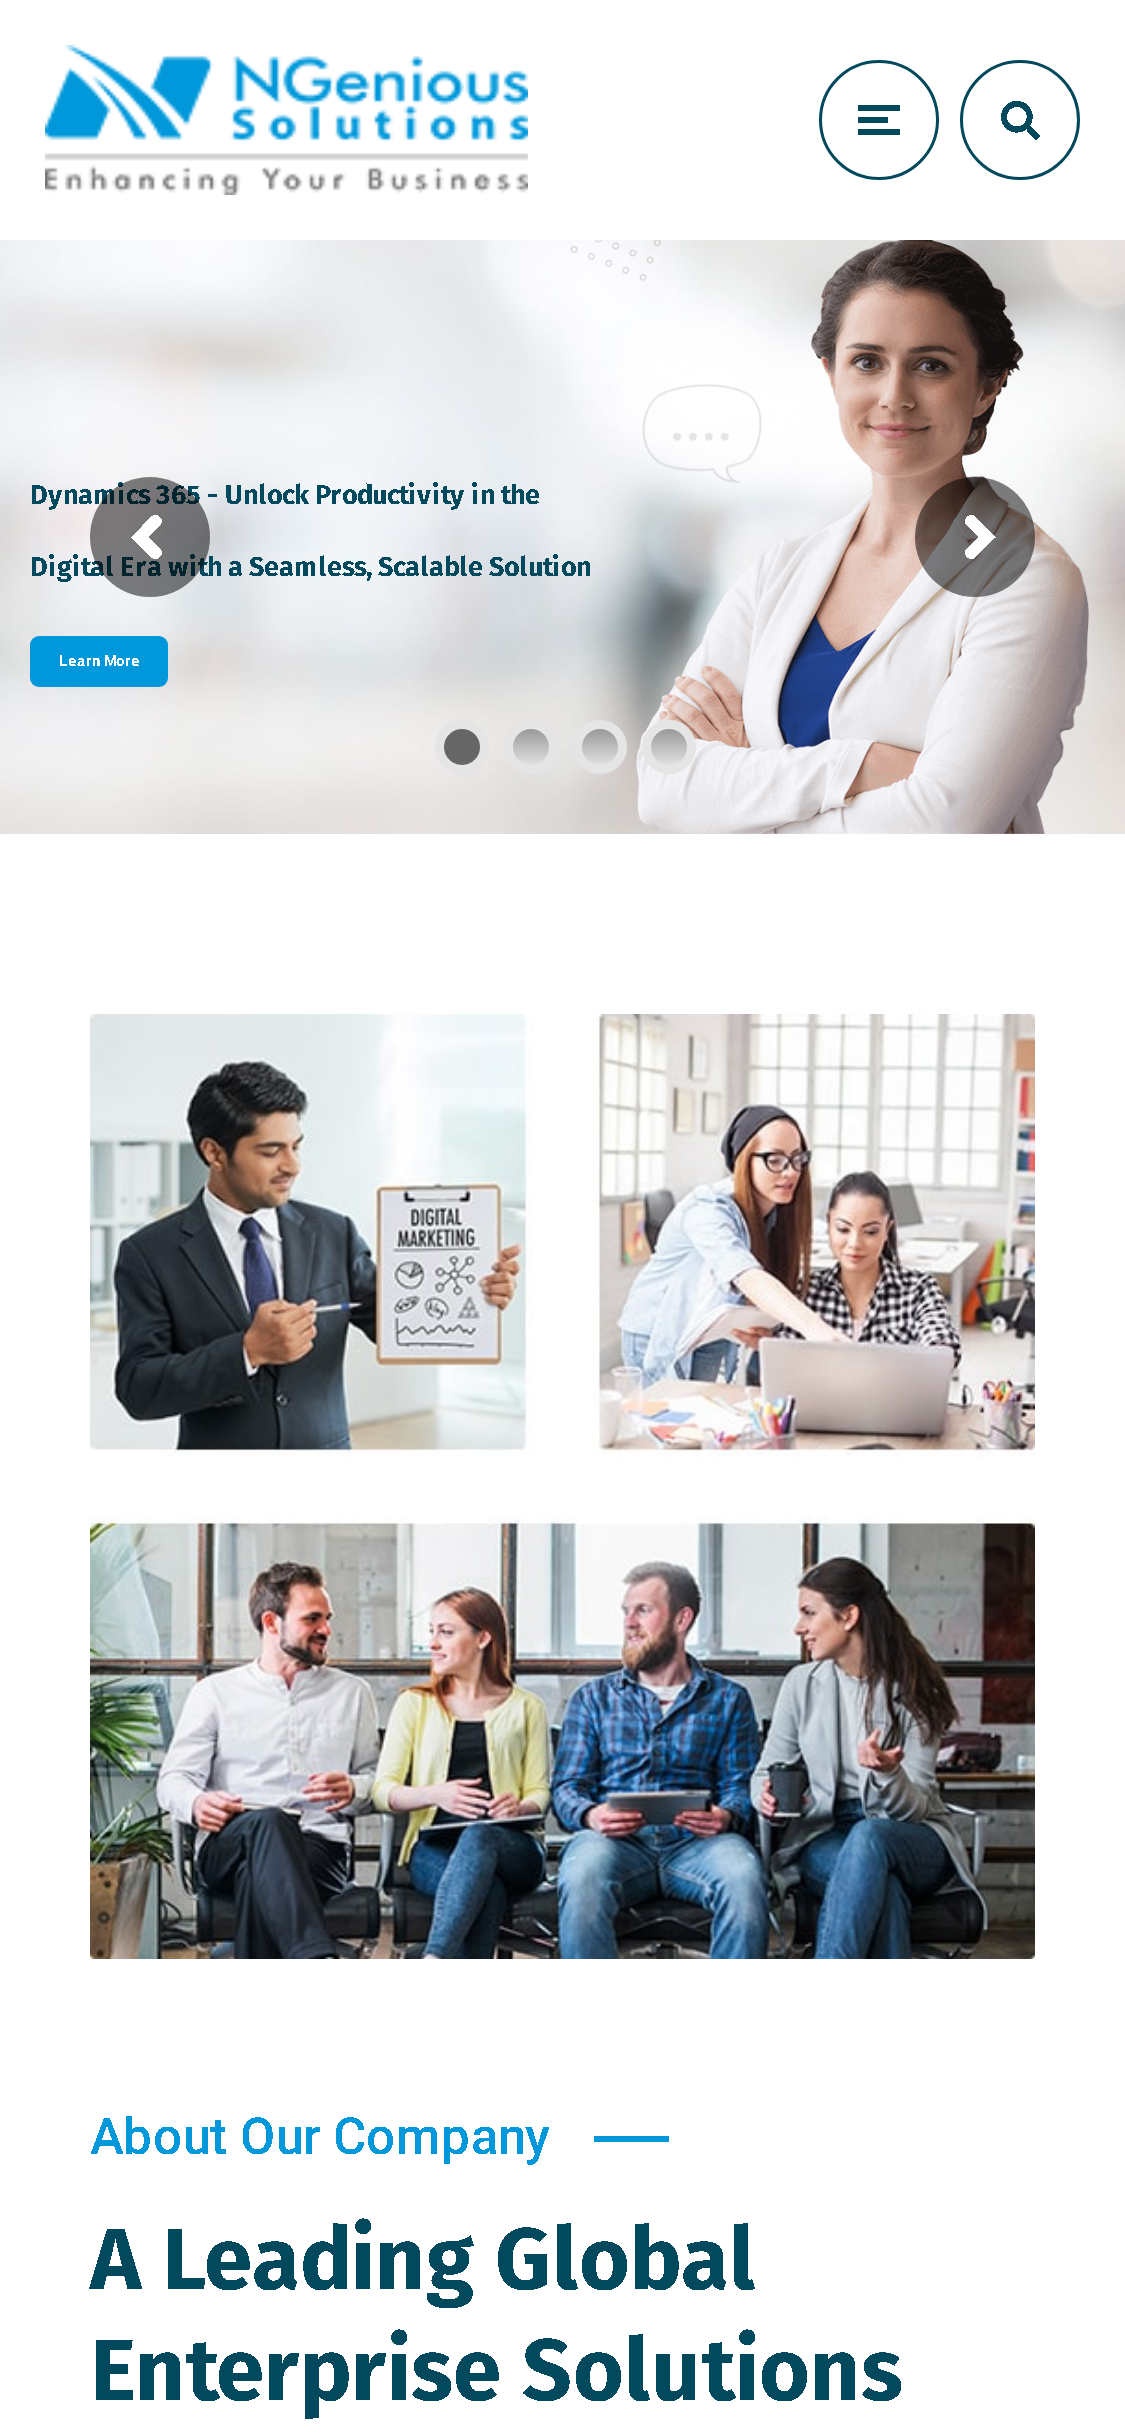 NGenious
Solutions
Enhancing Your Business
Dynamics 365 - Unlock Productivity in the
Digital Era with a Seamless, Scalable Solution
Learn More
DIGITAL
MARKETING
About Our Company
A Leading Global
Enterprise Solutions